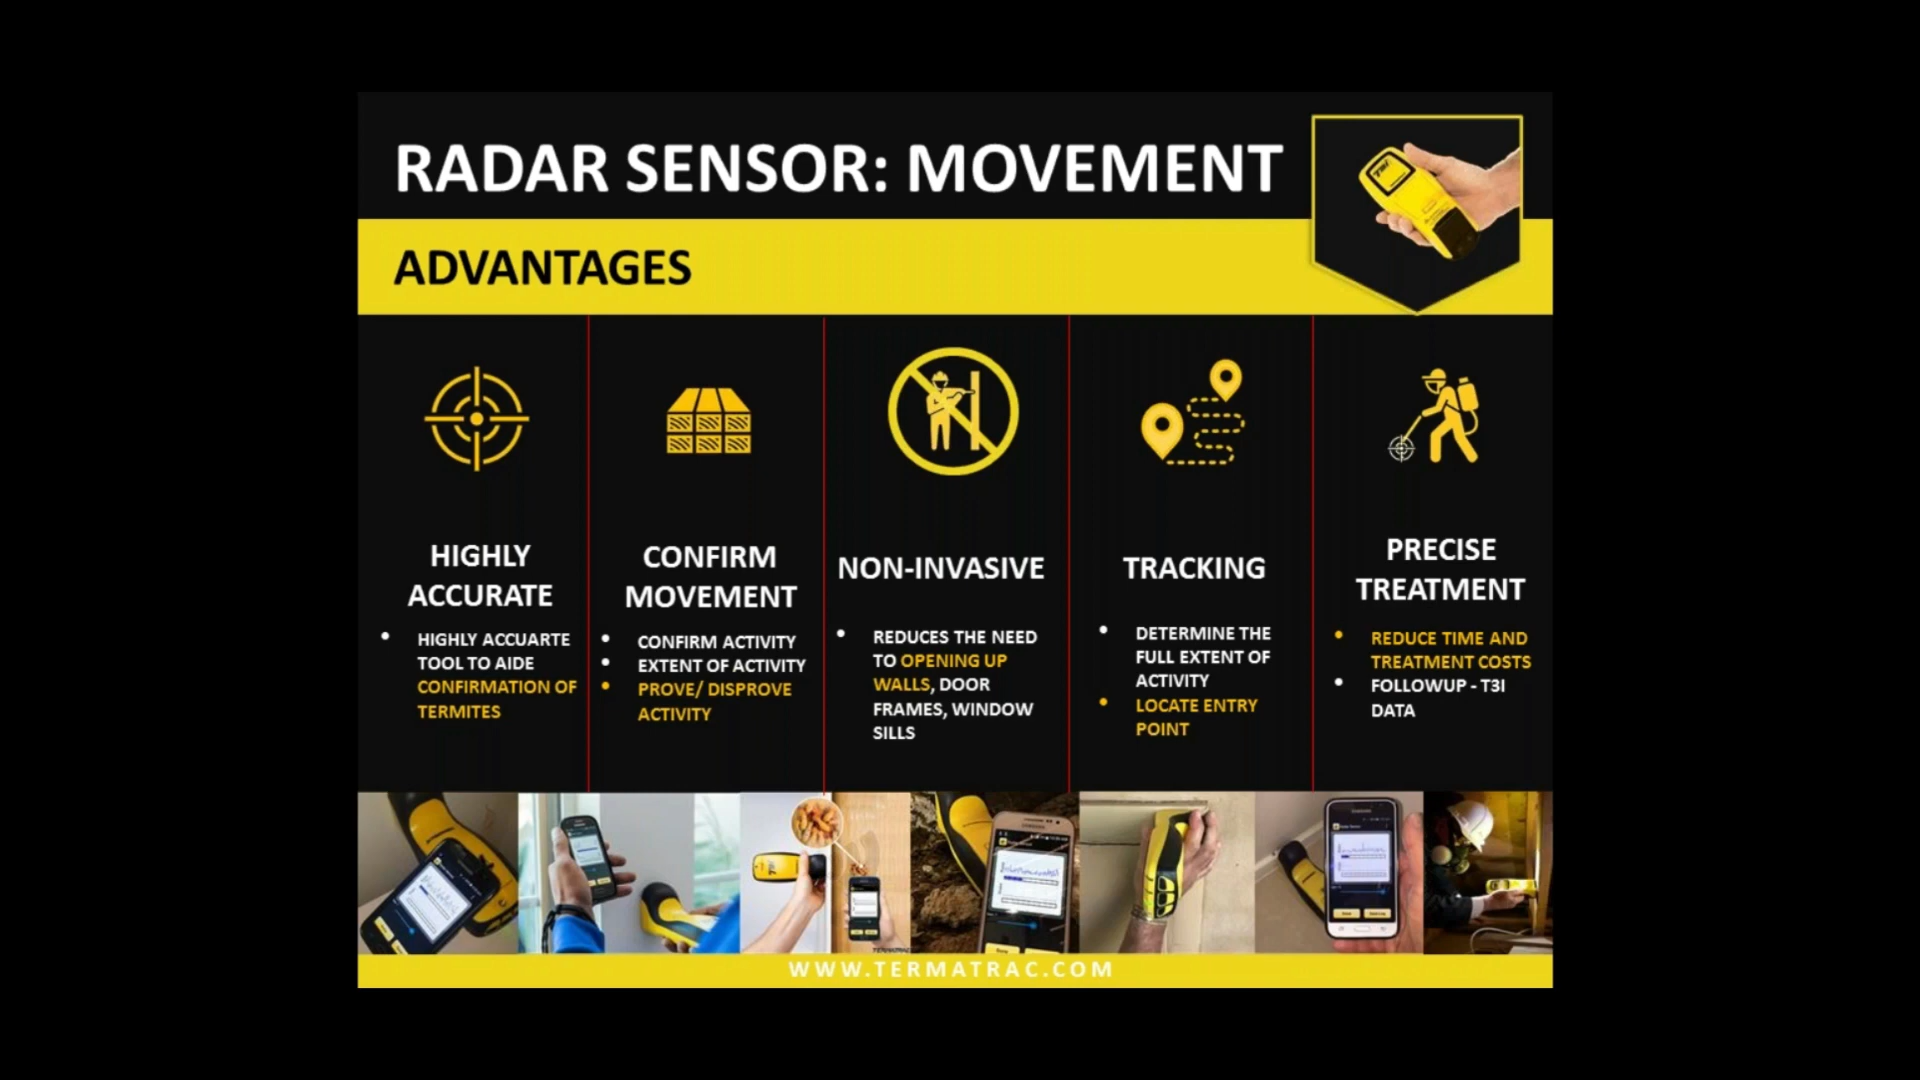 RADAR SENSOR: MOVEMENT
ADVANTAGES
HIGHLY
ACCURATE
HIGHLY ACCUARTE
TOOL TO AIDE
CONFIRMATION OF
TERMITES
CONFIRM
MOVEMENT
CONFIRM ACTIVITY
EXTENT OF ACTIVITY
PROVE/ DISPROVE
ACTIVITY
NON-INVASIVE
REDUCES THE NEED
TO OPENING UP
WALLS, DOOR
FRAMES, WINDOW
SILLS
TRACKING
DETERMINE THE
FULL EXTENT OF
ACTIVITY
LOCATE ENTRY
POINT
PRECISE
TREATMENT
REDUCE TIME AND
TREATMENT COSTS
FOLLOWUP - T3I
DATA
WWW.TERMATRAC.COM